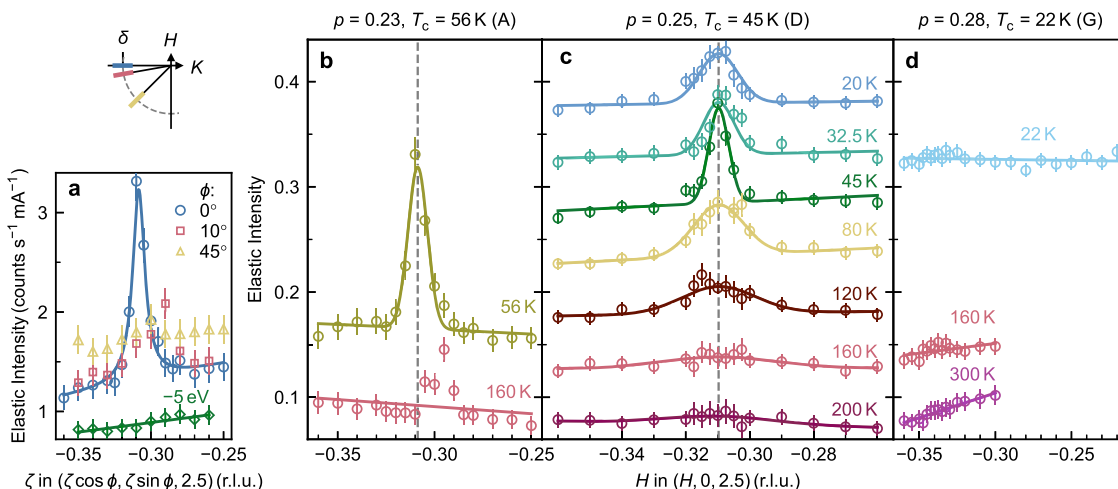 p = 0.23, Tc = 56 K (A)
p = 0.25, Tc = 45 K (D)
p = 0.28, Tc = 22 K (G)
δ
H
K
a
ϕ:
0°
10°
45°
−5 eV
3
2
1
Elastic Intensity (counts s−1 mA−1)
−0.35
−0.30
−0.25
ζ in (ζ cos ϕ, ζ sin ϕ, 2.5) (r.l.u.)
b
0.4
0.3
0.2
0.1
Elastic Intensity
56 K
160 K
−0.35
−0.30
−0.25
c
20 K
32.5 K
45 K
80 K
120 K
160 K
200 K
−0.34
−0.32
−0.30
−0.28
H in (H, 0, 2.5) (r.l.u.)
d
22 K
160 K
300 K
−0.35
−0.30
−0.25